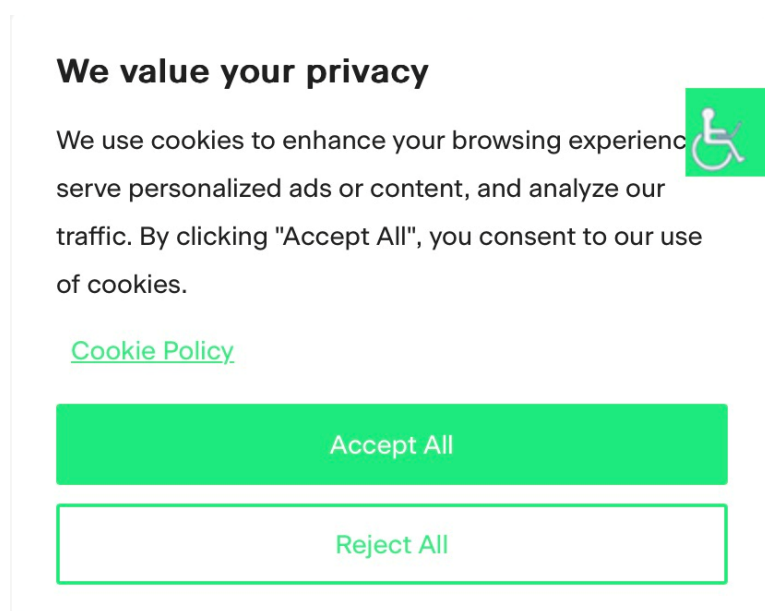 We value your privacy
We use cookies to enhance your browsing experienc
serve personalized ads or content, and analyze our
traffic. By clicking "Accept All", you consent to our use
of cookies.
Cookie Policy
Accept All
Reject All